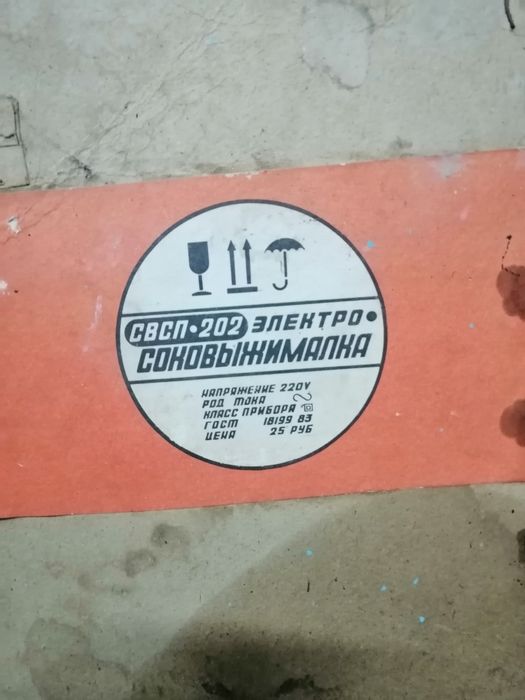 СВСП·202 ЭЛЕКТРО•
СОКОВЫЖИМАЛКА
НАПРЯЖЕНИЕ 220V
РОД ТОКА ~
КЛАСС ПРИБОРА
ГОСТ 18199 83
ЦЕНА 25 РУБ